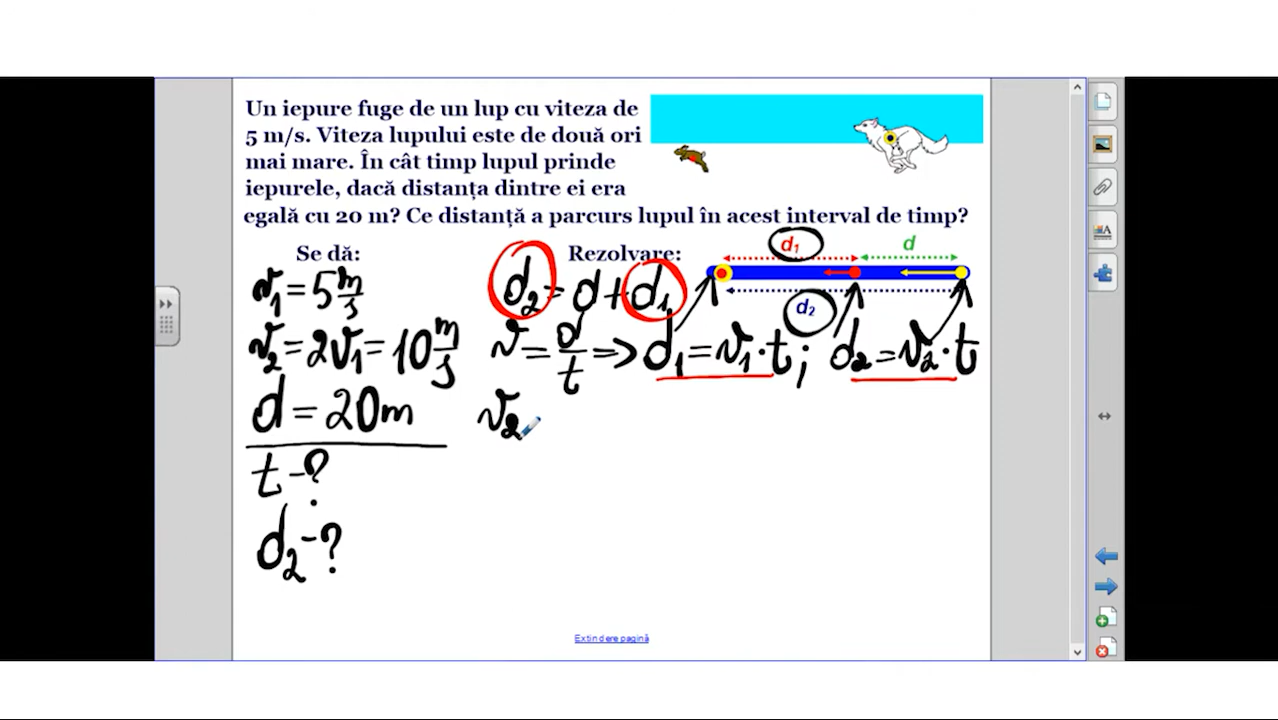 Un iepure fuge de un lup cu viteza de
5 m/s. Viteza lupului este de două ori
mai mare. În cât timp lupul prinde
iepurele, dacă distanța dintre ei era
egală cu 20 m? Ce distanță a parcurs lupul în acest interval de timp?
Se dă:
Rezolvare:
d₁
d
d₂
v₁ = 5 m/s
v₂ = 2v₁ = 10 m/s
d = 20m
t - ?
d₂ - ?
d₂ = d + d₁
v = d/t => d₁ = v₁·t; d₂ = v₂·t
v₂
Extindere pagină